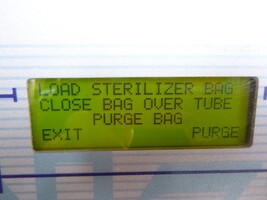 LOAD STERILIZER BAG
CLOSE BAG OVER TUBE
PURGE BAG
EXIT PURGE